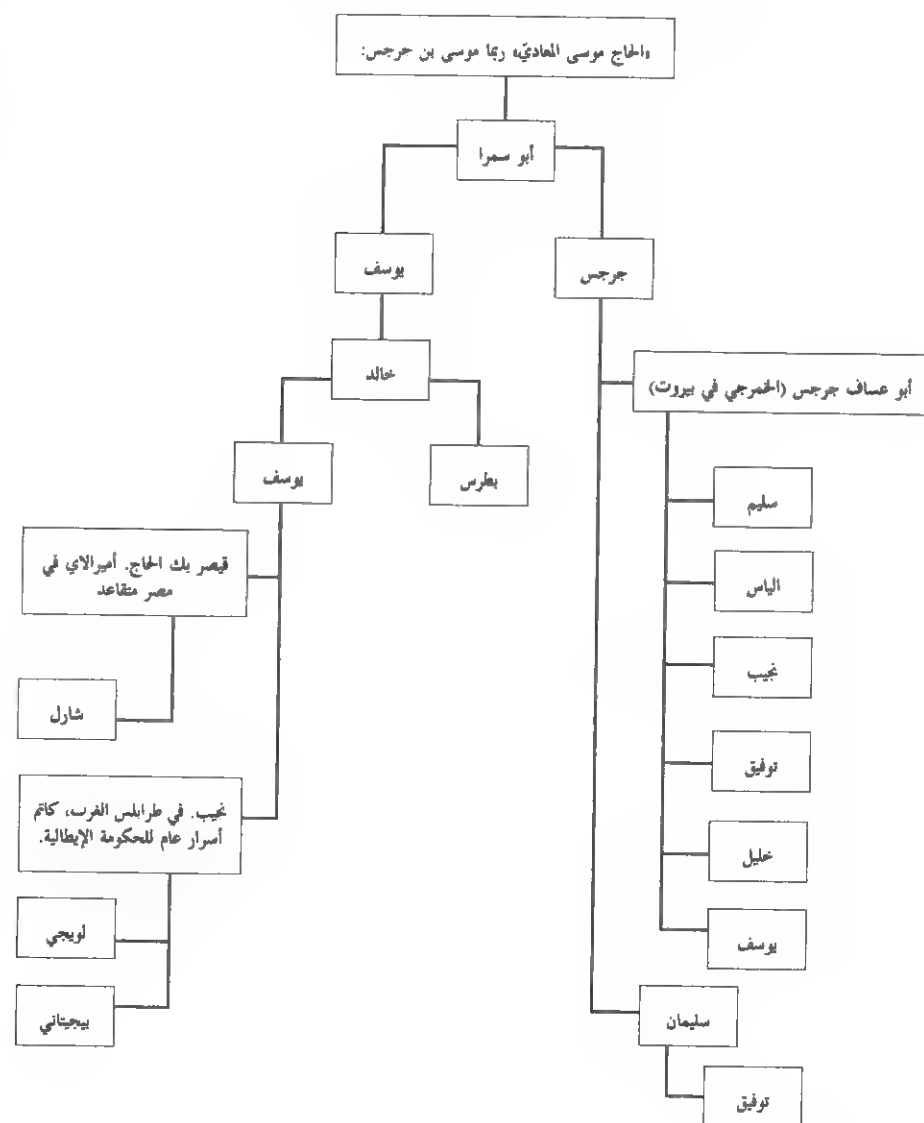 «الحاج موسى المعاديّ» ربما موسى بن جرجس:
أبو سمرا
جرجس
يوسف
أبو عساف جرجس (الخمرجي في بيروت)
سليم
الياس
نجيب
توفيق
خليل
يوسف
سليمان
توفيق
خالد
بطرس
يوسف
قيصر بك الحاج. أميرالاي في
مصر متقاعد
شارل
نجيب. في طرابلس الغرب، كاتم
أسرار عام للحكومة الإيطالية.
لويجي
بيجيتاني